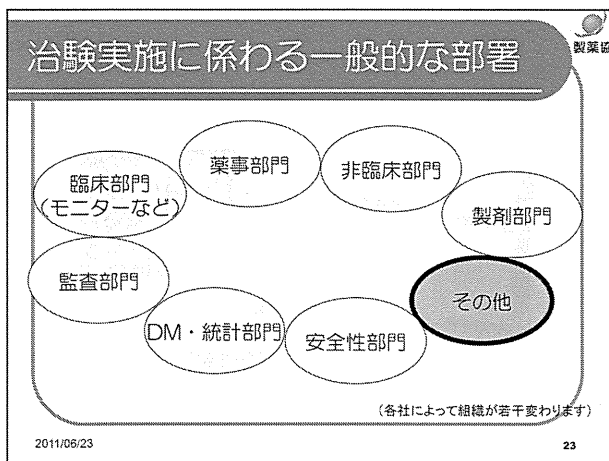 治験実施に係わる一般的な部署
製薬協
臨床部門
(モニターなど)
薬事部門
非臨床部門
製剤部門
監査部門
DM・統計部門
安全性部門
その他
(各社によって組織が若干変わります)
2011/06/23
23